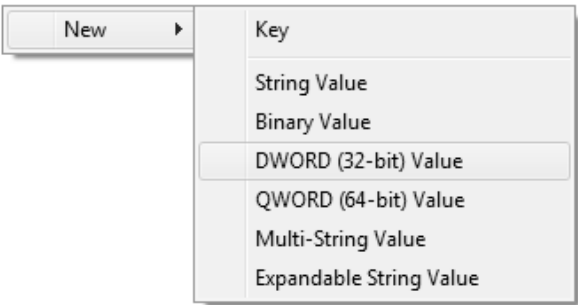 New
Key
String Value
Binary Value
DWORD (32-bit) Value
QWORD (64-bit) Value
Multi-String Value
Expandable String Value